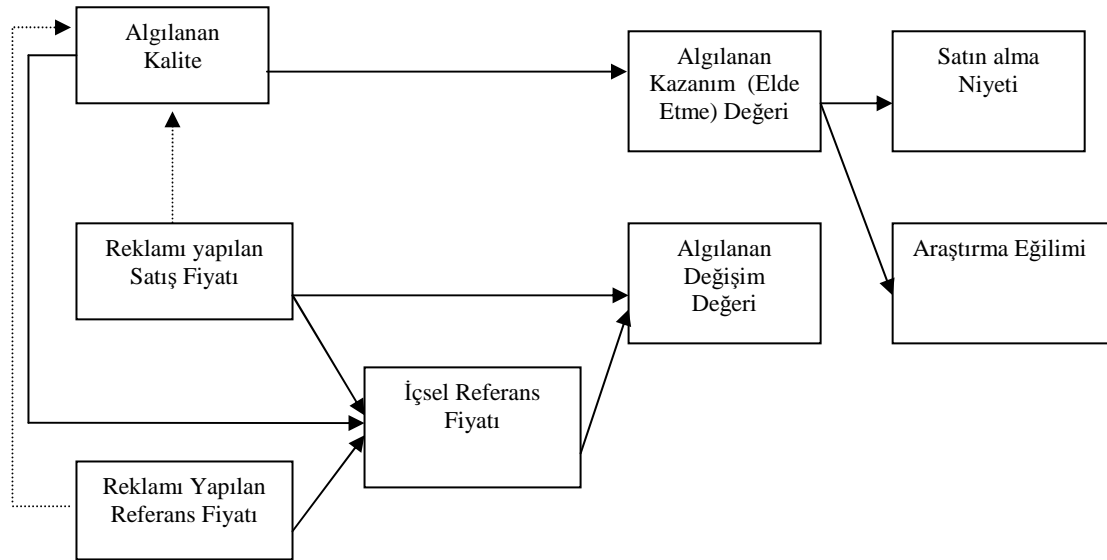 Algılanan
Kalite
Algılanan
Kazanım (Elde
Etme) Değeri
Satın alma
Niyeti
Reklamı yapılan
Satış Fiyatı
Algılanan
Değişim
Değeri
Araştırma Eğilimi
İçsel Referans
Fiyatı
Reklamı Yapılan
Referans Fiyatı